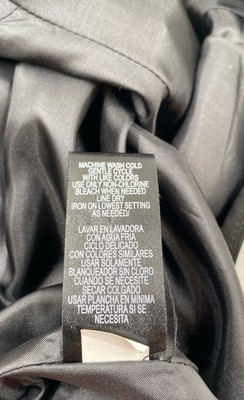 MACHINE WASH COLD
GENTLE CYCLE
WITH LIKE COLORS
USE ONLY NON-CHLORINE
BLEACH WHEN NEEDED
LINE DRY
IRON ON LOWEST SETTING
AS NEEDED/
LAVAR EN LAVADORA
CON AGUA FRIA
CICLO DELICADO
CON COLORES SIMILARES
USAR SOLAMENTE
BLANQUEADOR SIN CLORO
CUANDO SE NECESITE
SECAR COLGADO
USAR PLANCHA EN MINIMA
TEMPERATURA SI SE
NECESITA